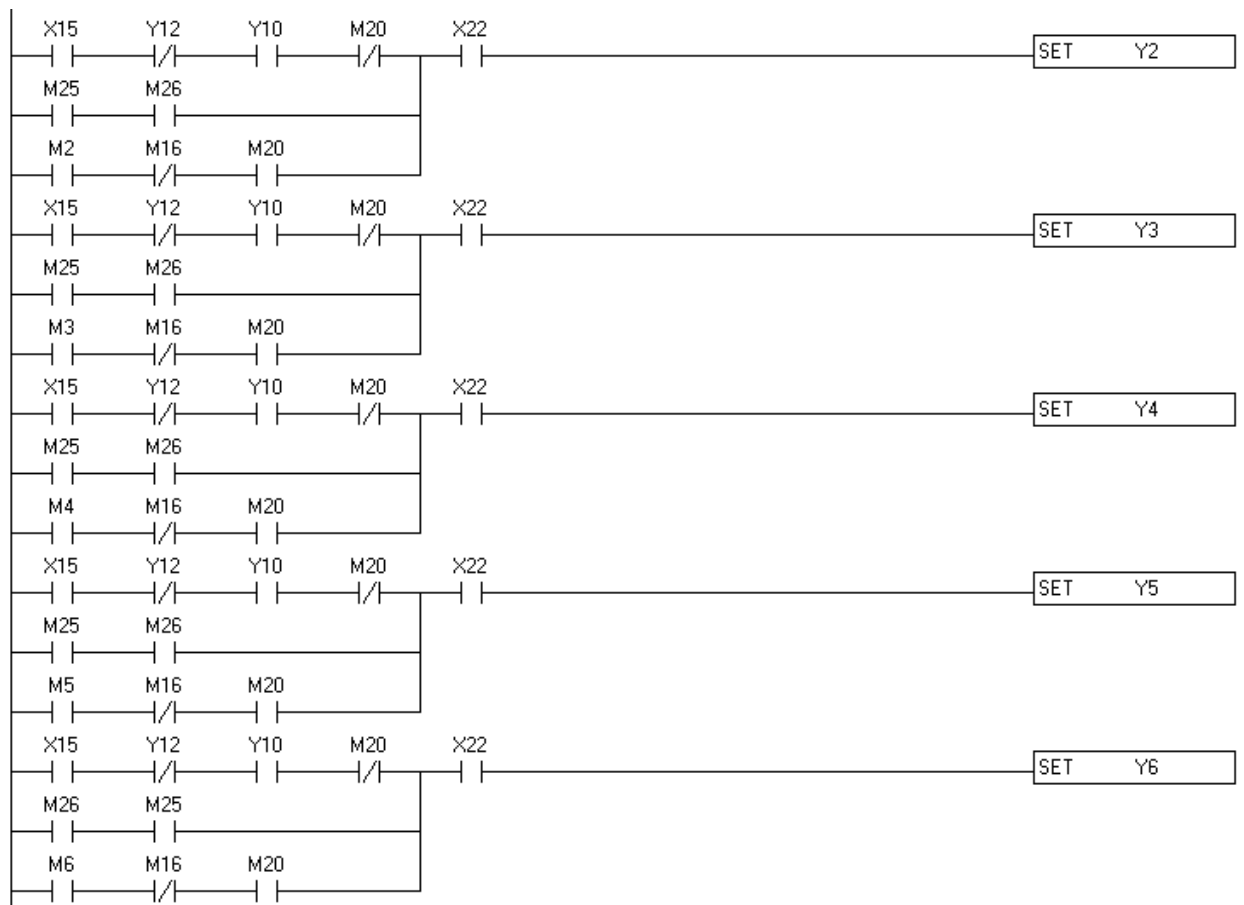 X15 Y12 Y10 M20 X22
SET Y2
M25 M26
M2 M16 M20
X15 Y12 Y10 M20 X22
SET Y3
M25 M26
M3 M16 M20
X15 Y12 Y10 M20 X22
SET Y4
M25 M26
M4 M16 M20
X15 Y12 Y10 M20 X22
SET Y5
M25 M26
M5 M16 M20
X15 Y12 Y10 M20 X22
SET Y6
M26 M25
M6 M16 M20